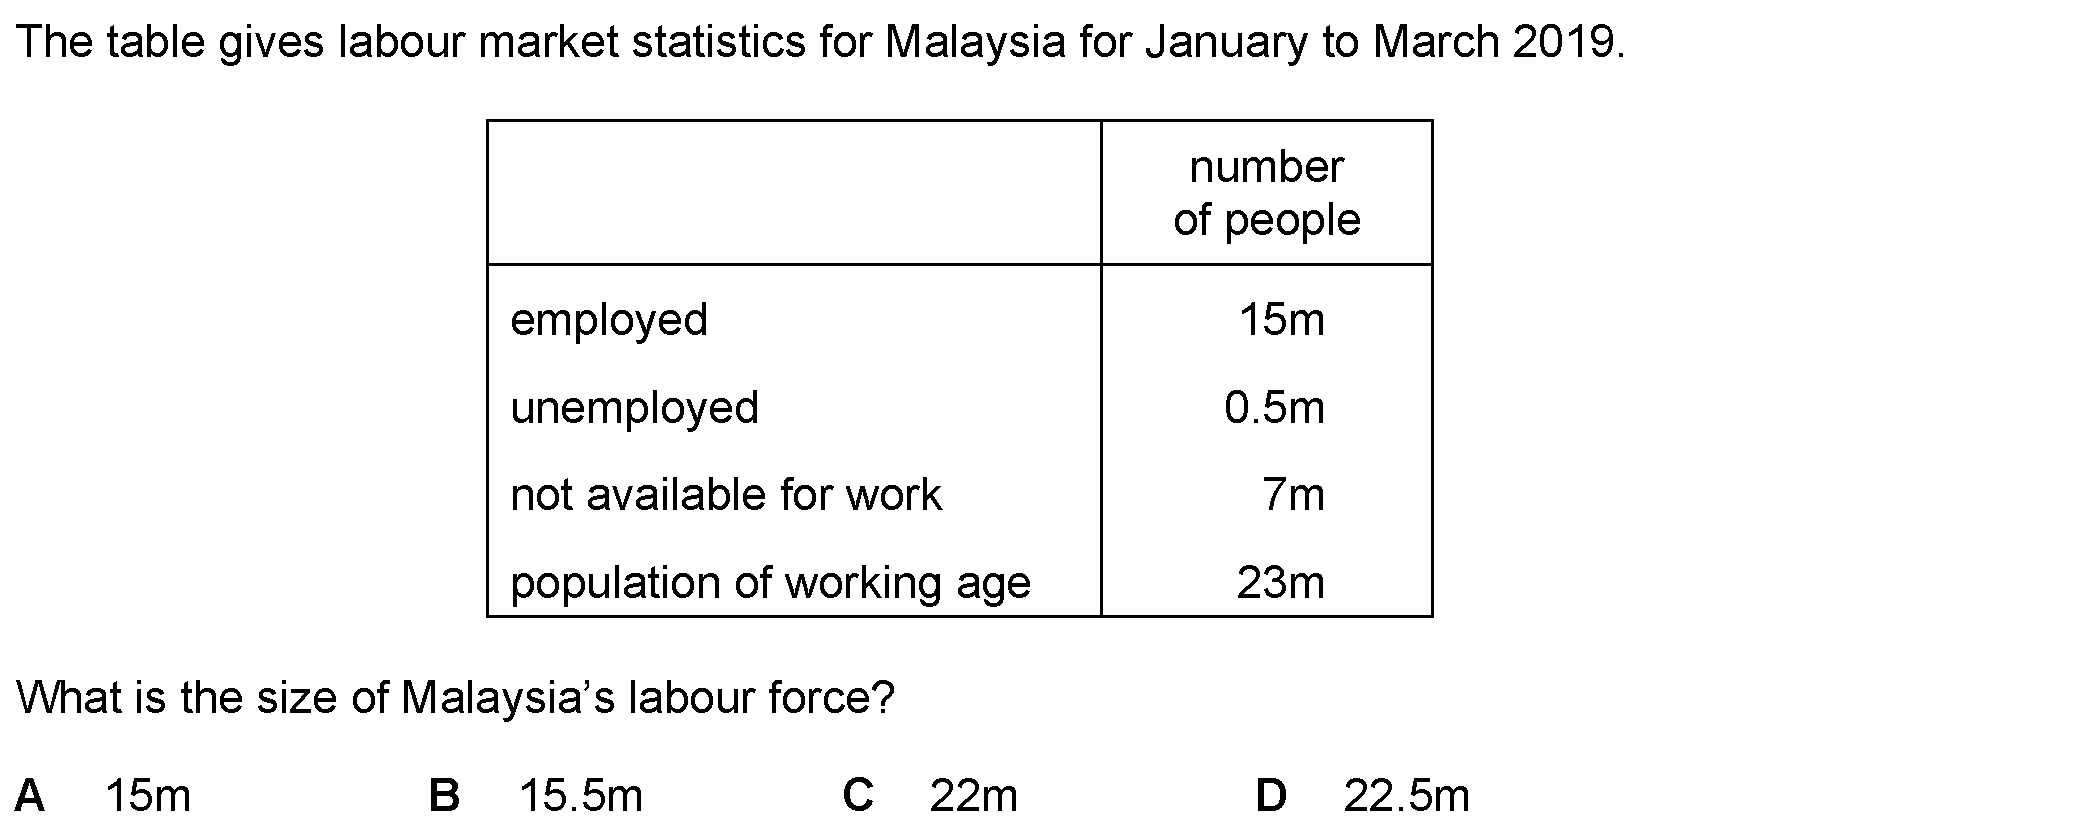 The table gives labour market statistics for Malaysia for January to March 2019.
number
of people
employed 15m
unemployed 0.5m
not available for work 7m
population of working age 23m
What is the size of Malaysia’s labour force?
A 15m B 15.5m C 22m D 22.5m